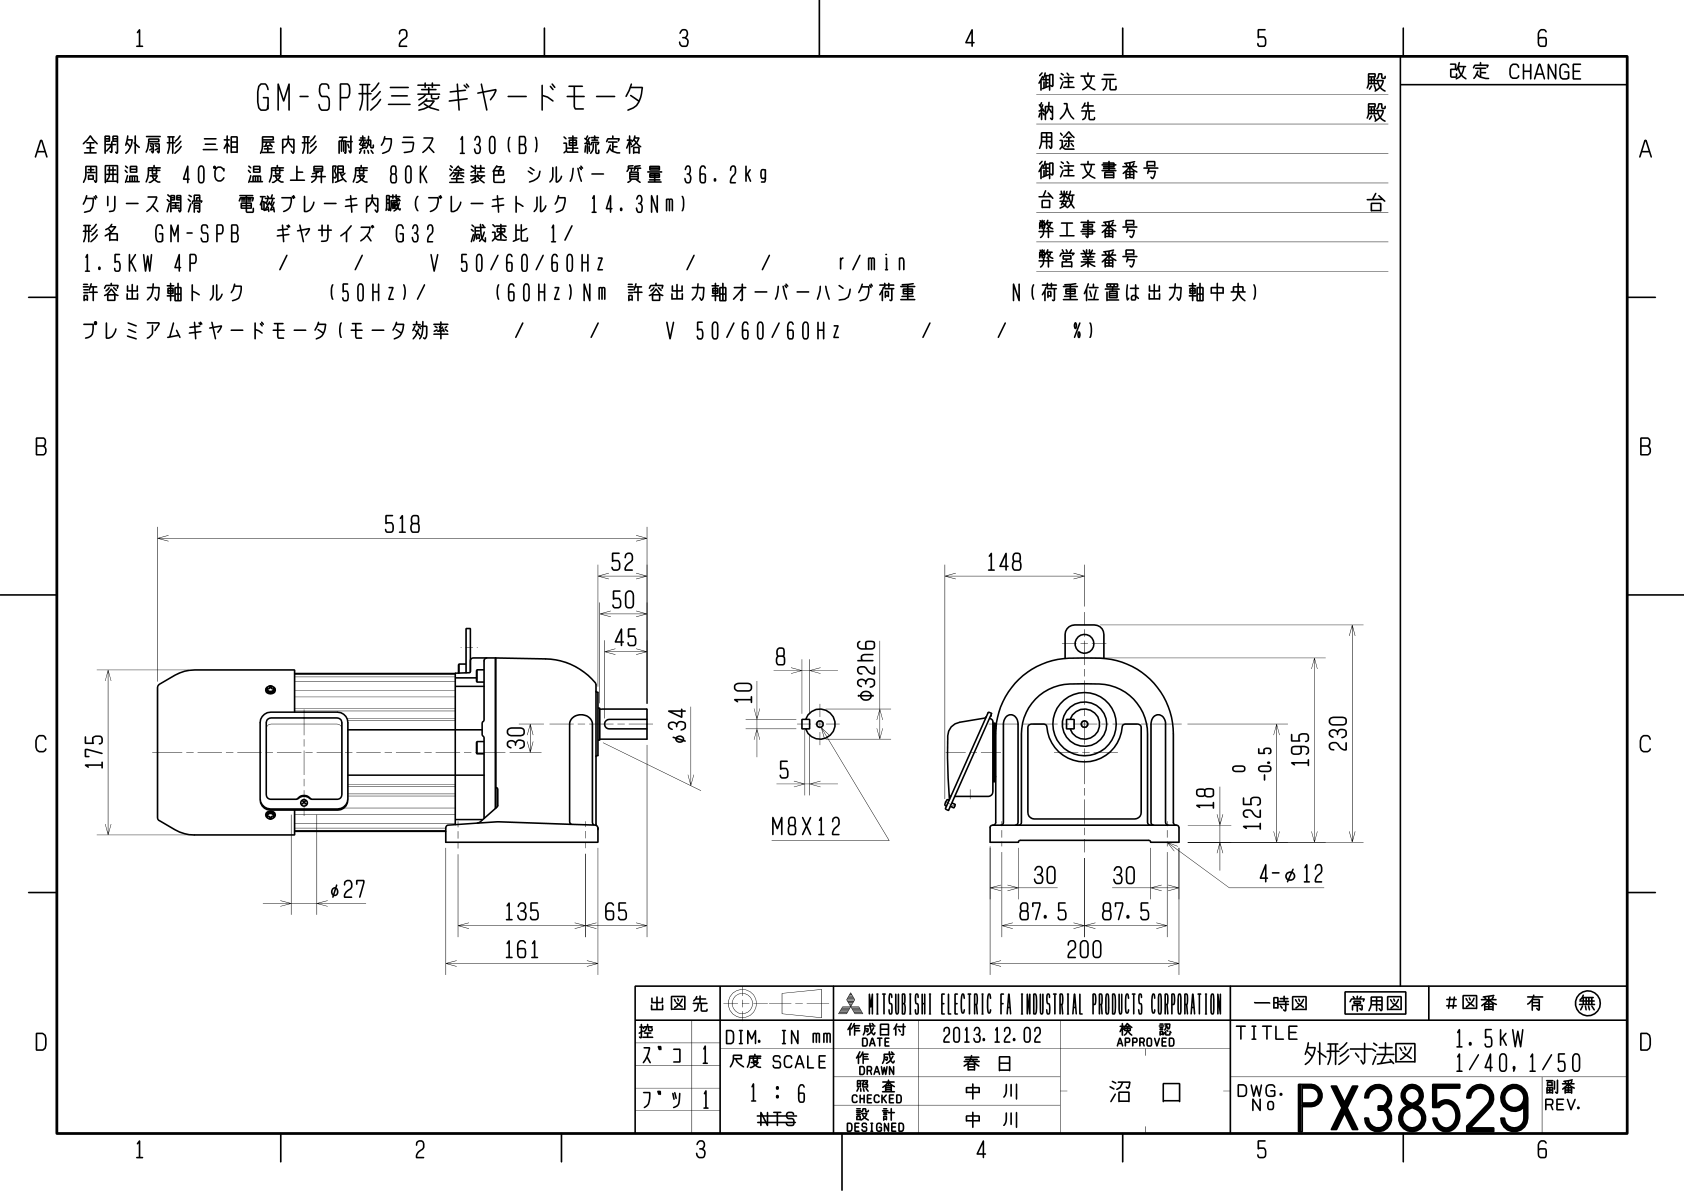 1 2 3 4 5 6
改定 CHANGE
GM-SP形三菱ギヤードモータ
全閉外扇形 三相 屋内形 耐熱クラス 130(B) 連続定格
周囲温度 40℃ 温度上昇限度 80K 塗装色 シルバー 質量 36.2kg
グリース潤滑 電磁ブレーキ内臓(ブレーキトルク 14.3Nm)
形名 GM-SPB ギヤサイズ G32 減速比 1/
1.5KW 4P / / V 50/60/60Hz / / r/min
許容出力軸トルク (50Hz)/ (60Hz)Nm 許容出力軸オーバーハング荷重 N(荷重位置は出力軸中央)
プレミアムギヤードモータ(モータ効率 / / V 50/60/60Hz / / %)
御注文元 殿
納入先 殿
用途
御注文書番号
台数 台
弊工事番号
弊営業番号
A A
B B
C C
D D
518
52
50
45
175
30
φ34
φ27
135 65
161
8
10
5
φ32h6
M8X12
148
230
195
125 0 -0.5
18
4-φ12
30 30
87.5 87.5
200
出図先
控
ズコ 1
ブツ 1
DIM. IN mm
尺度 SCALE
1 : 6
NTS
MITSUBISHI ELECTRIC FA INDUSTRIAL PRODUCTS CORPORATION
作成日付 DATE 2013.12.02
作成 DRAWN 春日
照査 CHECKED 中川
設計 DESIGNED 中川
検認 APPROVED
沼口
一時図 常用図 #図番 有 無
TITLE 外形寸法図
1.5kW
1/40,1/50
DWG. No PX38529
副番 REV.
1 2 3 4 5 6